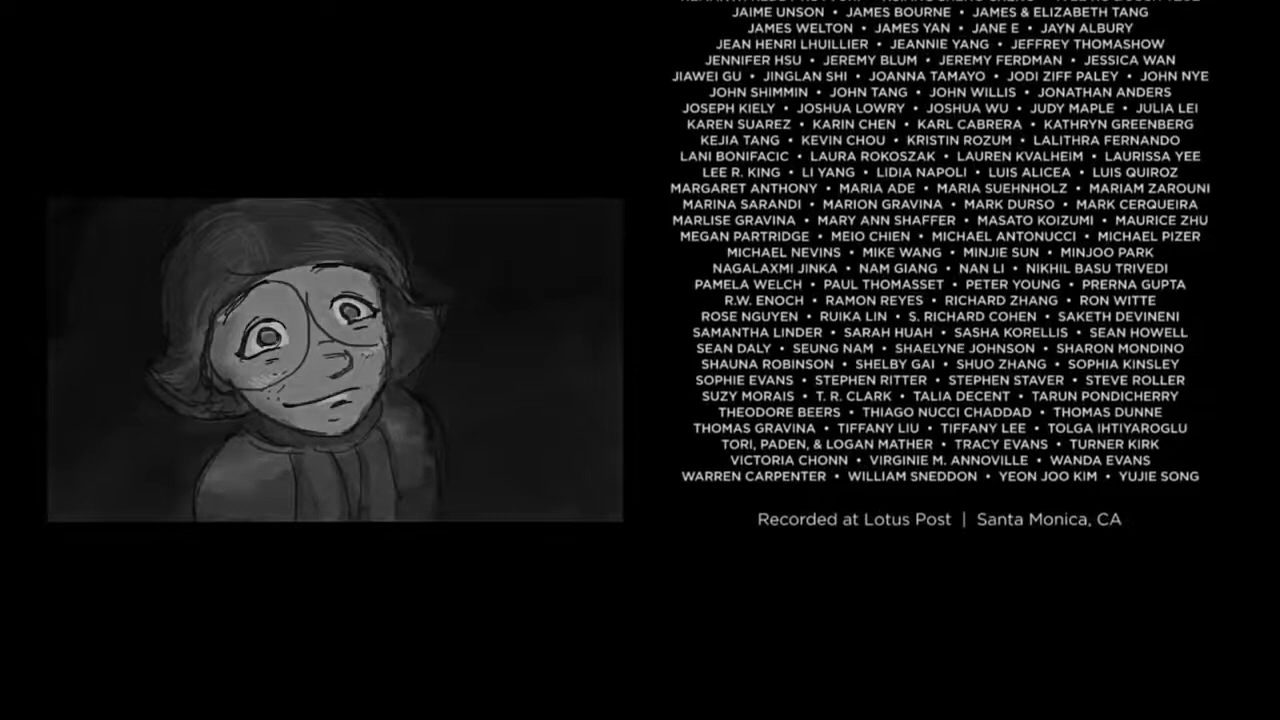 JAIME UNSON • JAMES BOURNE • JAMES & ELIZABETH TANG
JAMES WELTON • JAMES YAN • JANE E • JAYN ALBURY
JEAN HENRI LHUILLIER • JEANNIE YANG • JEFFREY THOMASHOW
JENNIFER HSU • JEREMY BLUM • JEREMY FERDMAN • JESSICA WAN
JIAWEI GU • JINGLAN SHI • JOANNA TAMAYO • JODI ZIFF PALEY • JOHN NYE
JOHN SHIMMIN • JOHN TANG • JOHN WILLIS • JONATHAN ANDERS
JOSEPH KIELY • JOSHUA LOWRY • JOSHUA WU • JUDY MAPLE • JULIA LEI
KAREN SUAREZ • KARIN CHEN • KARL CABRERA • KATHRYN GREENBERG
KEJIA TANG • KEVIN CHOU • KRISTIN ROZUM • LALITHRA FERNANDO
LANI BONIFACIC • LAURA ROKOSZAK • LAUREN KVALHEIM • LAURISSA YEE
LEE R. KING • LI YANG • LIDIA NAPOLI • LUIS ALICEA • LUIS QUIROZ
MARGARET ANTHONY • MARIA ADE • MARIA SUEHNHOLZ • MARIAM ZAROUNI
MARINA SARANDI • MARION GRAVINA • MARK DURSO • MARK CERQUEIRA
MARLISE GRAVINA • MARY ANN SHAFFER • MASATO KOIZUMI • MAURICE ZHU
MEGAN PARTRIDGE • MEIO CHIEN • MICHAEL ANTONUCCI • MICHAEL PIZER
MICHAEL NEVINS • MIKE WANG • MINJIE SUN • MINJOO PARK
NAGALAXMI JINKA • NAM GIANG • NAN LI • NIKHIL BASU TRIVEDI
PAMELA WELCH • PAUL THOMASSET • PETER YOUNG • PRERNA GUPTA
R.W. ENOCH • RAMON REYES • RICHARD ZHANG • RON WITTE
ROSE NGUYEN • RUIKA LIN • S. RICHARD COHEN • SAKETH DEVINENI
SAMANTHA LINDER • SARAH HUAH • SASHA KORELLIS • SEAN HOWELL
SEAN DALY • SEUNG NAM • SHAELYNE JOHNSON • SHARON MONDINO
SHAUNA ROBINSON • SHELBY GAI • SHUO ZHANG • SOPHIA KINSLEY
SOPHIE EVANS • STEPHEN RITTER • STEPHEN STAVER • STEVE ROLLER
SUZY MORAIS • T. R. CLARK • TALIA DECENT • TARUN PONDICHERRY
THEODORE BEERS • THIAGO NUCCI CHADDAD • THOMAS DUNNE
THOMAS GRAVINA • TIFFANY LIU • TIFFANY LEE • TOLGA IHTIYAROGLU
TORI, PADEN, & LOGAN MATHER • TRACY EVANS • TURNER KIRK
VICTORIA CHONN • VIRGINIE M. ANNOVILLE • WANDA EVANS
WARREN CARPENTER • WILLIAM SNEDDON • YEON JOO KIM • YUJIE SONG
Recorded at Lotus Post | Santa Monica, CA